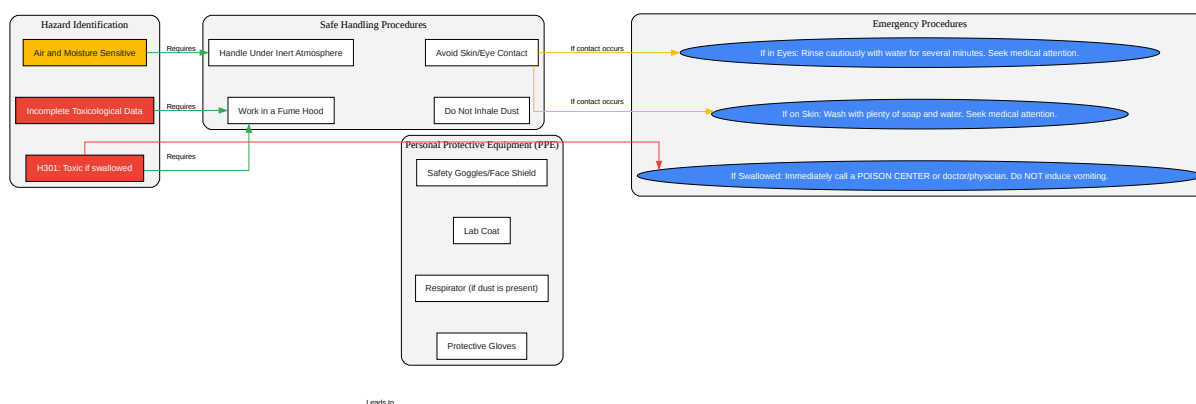 Hazard Identification
Air and Moisture Sensitive
Incomplete Toxicological Data
H301: Toxic if swallowed
Requires
Requires
Requires
Safe Handling Procedures
Handle Under Inert Atmosphere
Avoid Skin/Eye Contact
Work in a Fume Hood
Do Not Inhale Dust
Personal Protective Equipment (PPE)
Safety Goggles/Face Shield
Lab Coat
Respirator (if dust is present)
Protective Gloves
If contact occurs
If contact occurs
Emergency Procedures
If in Eyes: Rinse cautiously with water for several minutes. Seek medical attention.
If on Skin: Wash with plenty of soap and water. Seek medical attention.
If Swallowed: Immediately call a POISON CENTER or doctor/physician. Do NOT induce vomiting.
Leads to